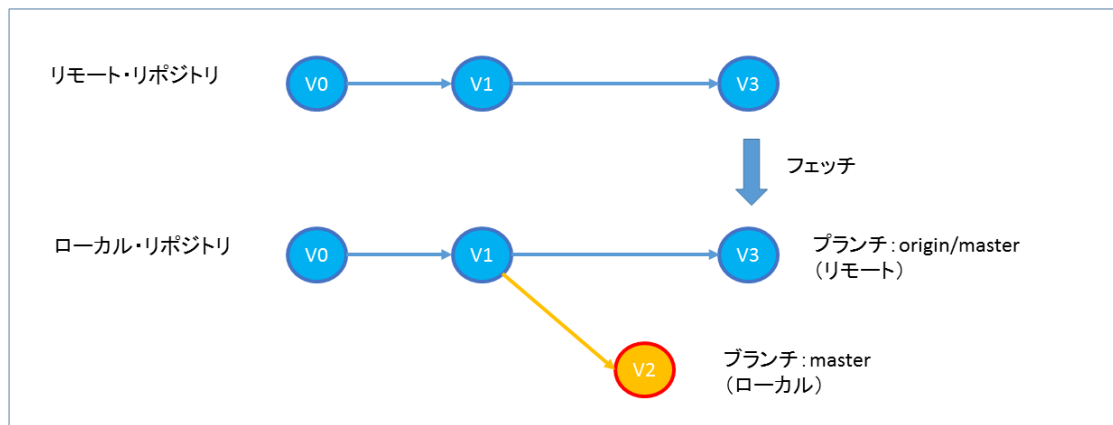 リモート・リポジトリ
V0
V1
V3
フェッチ
ローカル・リポジトリ
V0
V1
V3
プランチ：origin/master
（リモート）
V2
ブランチ：master
（ローカル）